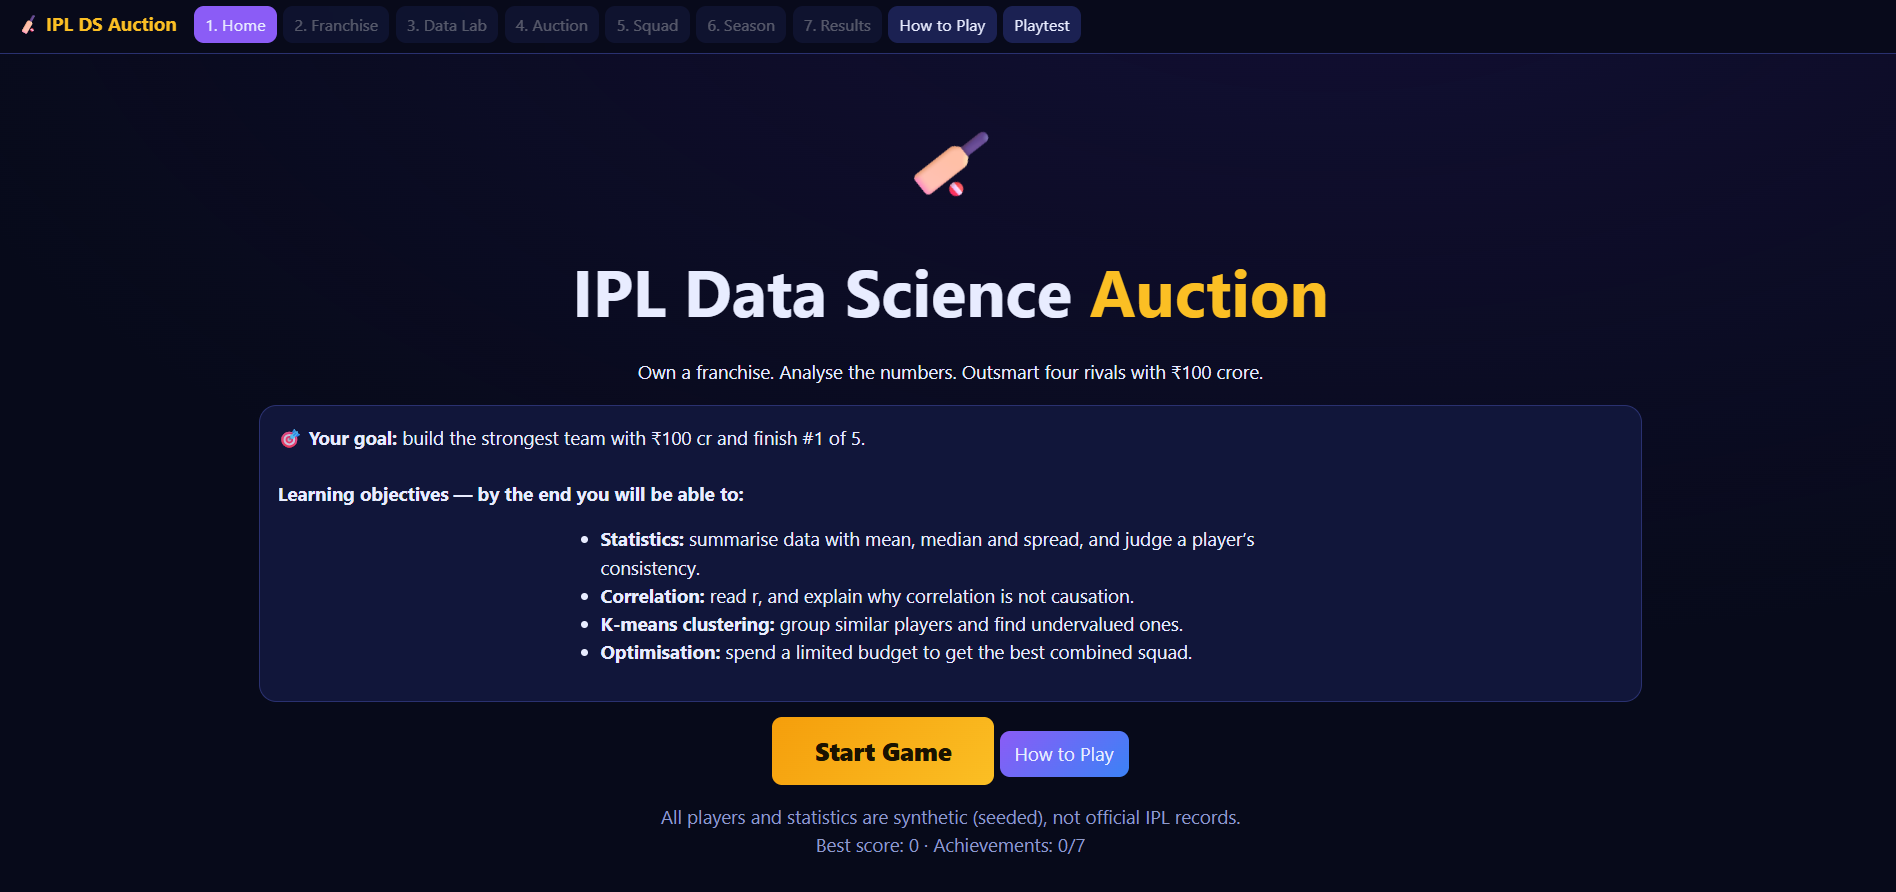 IPL DS Auction 1. Home 2. Franchise 3. Data Lab 4. Auction 5. Squad 6. Season 7. Results How to Play Playtest
IPL Data Science Auction
Own a franchise. Analyse the numbers. Outsmart four rivals with ₹100 crore.
Your goal: build the strongest team with ₹100 cr and finish #1 of 5.
Learning objectives — by the end you will be able to:
• Statistics: summarise data with mean, median and spread, and judge a player’s
consistency.
• Correlation: read r, and explain why correlation is not causation.
• K-means clustering: group similar players and find undervalued ones.
• Optimisation: spend a limited budget to get the best combined squad.
Start Game How to Play
All players and statistics are synthetic (seeded), not official IPL records.
Best score: 0 · Achievements: 0/7